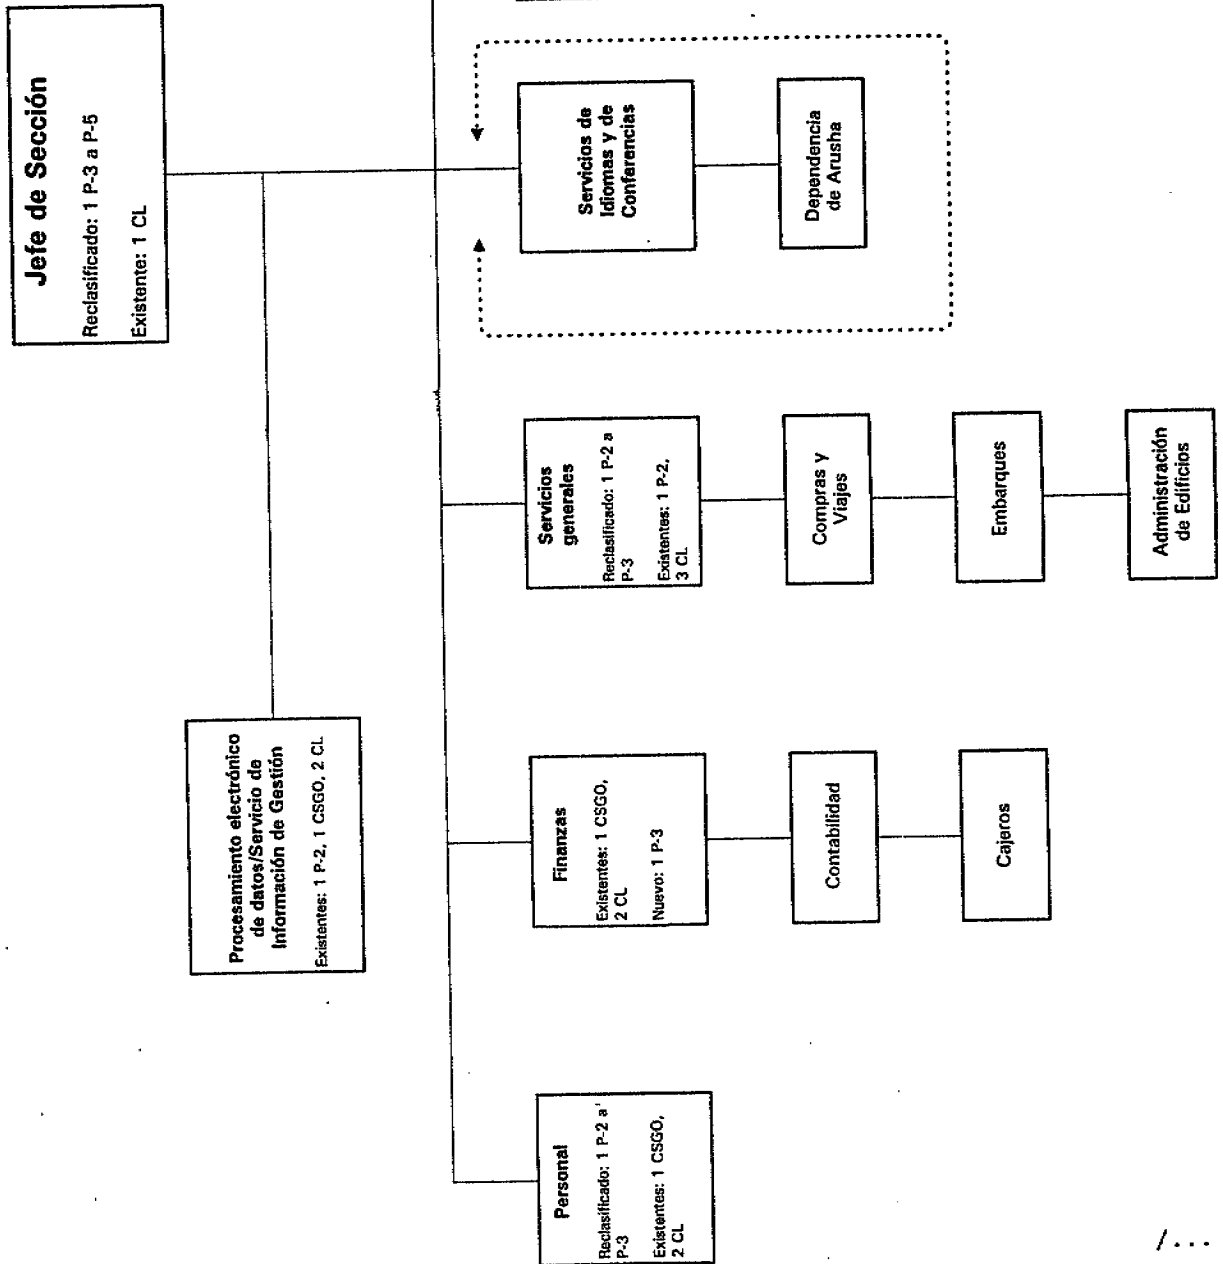 Jefe de Sección
Reclasificado: 1 P-3 a P-5
Existente: 1 CL
Procesamiento electrónico
de datos/Servicio de
Información de Gestión
Existentes: 1 P-2, 1 CSGO, 2 CL
Personal
Reclasificado: 1 P-2 a
P-3
Existentes: 1 CSGO,
2 CL
Finanzas
Existentes: 1 CSGO,
2 CL
Nuevo: 1 P-3
Contabilidad
Cajeros
Servicios
generales
Reclasificado: 1 P-2 a
P-3
Existentes: 1 P-2,
3 CL
Compras y
Viajes
Embarques
Administración
de Edificios
Servicios de
Idiomas y de
Conferencias
Dependencia
de Arusha
/...